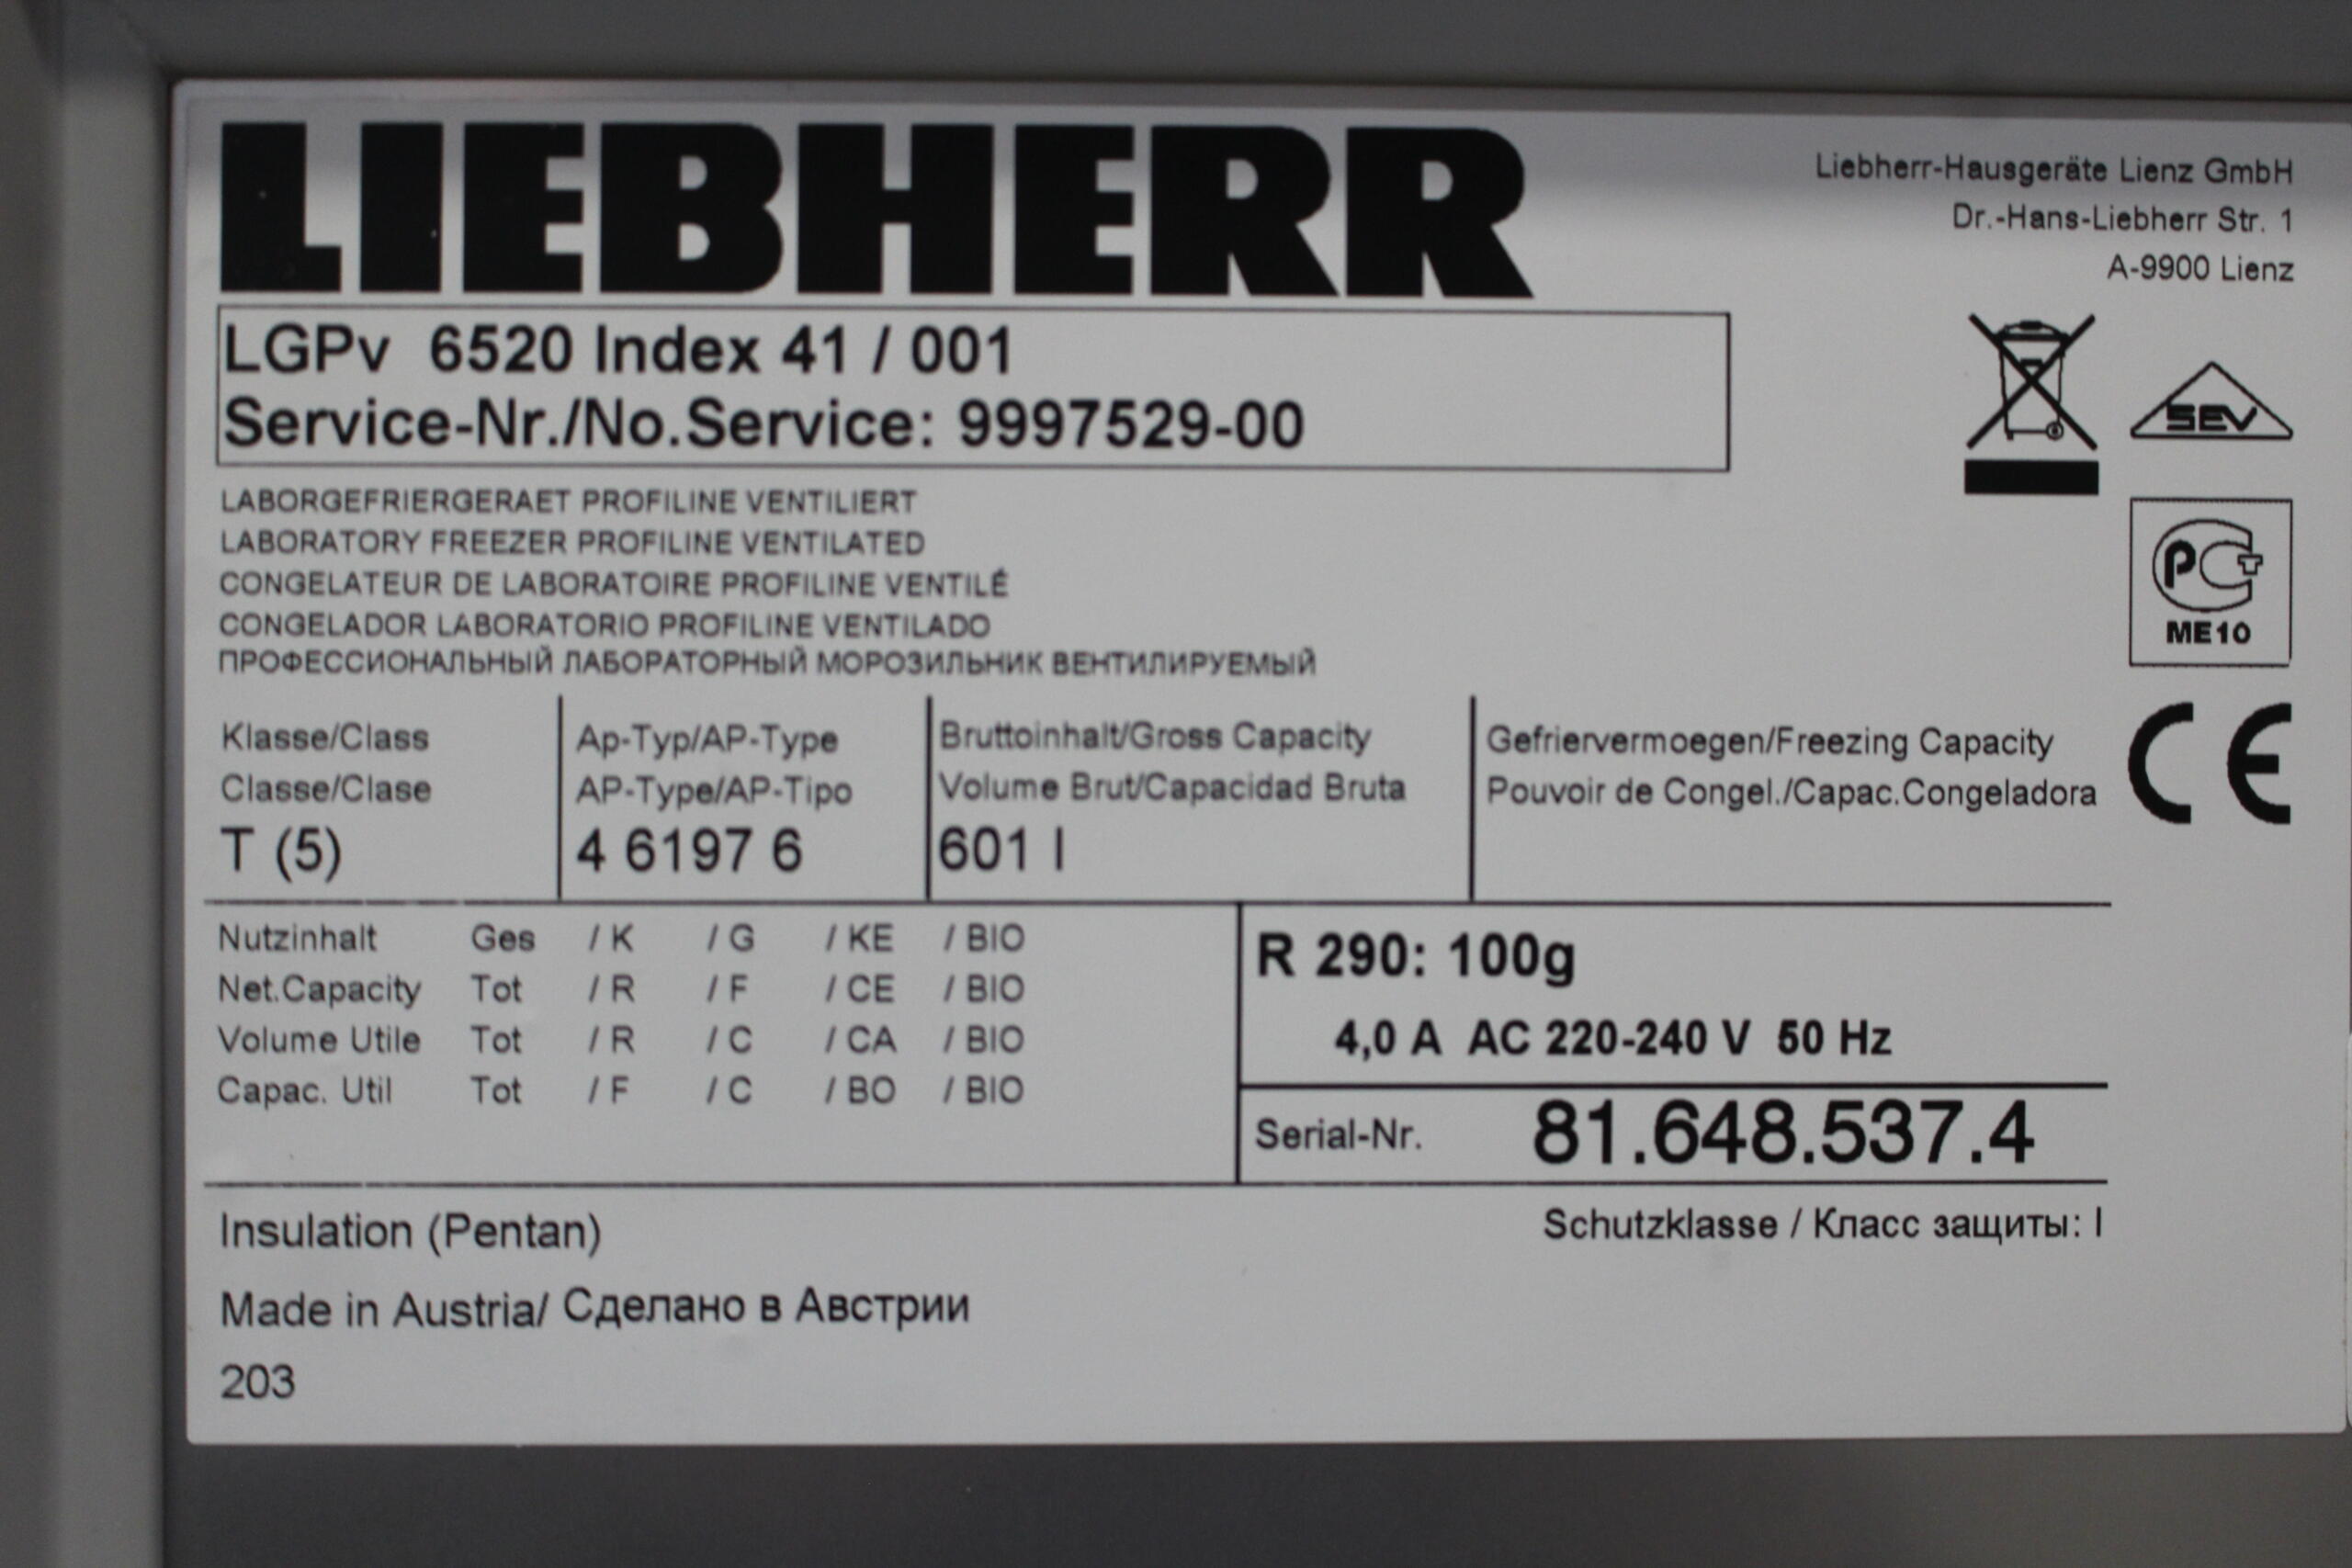 LIEBHERR
Liebherr-Hausgeräte Lienz GmbH
Dr.-Hans-Liebherr Str. 1
A-9900 Lienz
LGPv 6520 Index 41 / 001
Service-Nr./No.Service: 9997529-00
SEV
LABORGEFRIERGERAET PROFILINE VENTILIERT
LABORATORY FREEZER PROFILINE VENTILATED
CONGELATEUR DE LABORATOIRE PROFILINE VENTILÉ
CONGELADOR LABORATORIO PROFILINE VENTILADO
ПРОФЕССИОНАЛЬНЫЙ ЛАБОРАТОРНЫЙ МОРОЗИЛЬНИК ВЕНТИЛИРУЕМЫЙ
РСТ
ME10
CE
Klasse/Class
Classe/Clase
T (5)
Ap-Typ/AP-Type
AP-Type/AP-Tipo
4 6197 6
Bruttoinhalt/Gross Capacity
Volume Brut/Capacidad Bruta
601 l
Gefriervermoegen/Freezing Capacity
Pouvoir de Congel./Capac.Congeladora
Nutzinhalt Ges / K / G / KE / BIO
Net.Capacity Tot / R / F / CE / BIO
Volume Utile Tot / R / C / CA / BIO
Capac. Util Tot / F / C / BO / BIO
R 290: 100g
4,0 A AC 220-240 V 50 Hz
Serial-Nr. 81.648.537.4
Insulation (Pentan)
Schutzklasse / Класс защиты: I
Made in Austria/ Сделано в Австрии
203